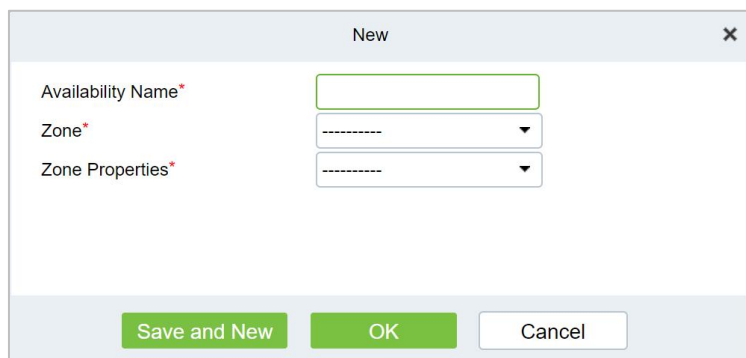 New
Availability Name*
Zone* ----------
Zone Properties* ----------
Save and New OK Cancel